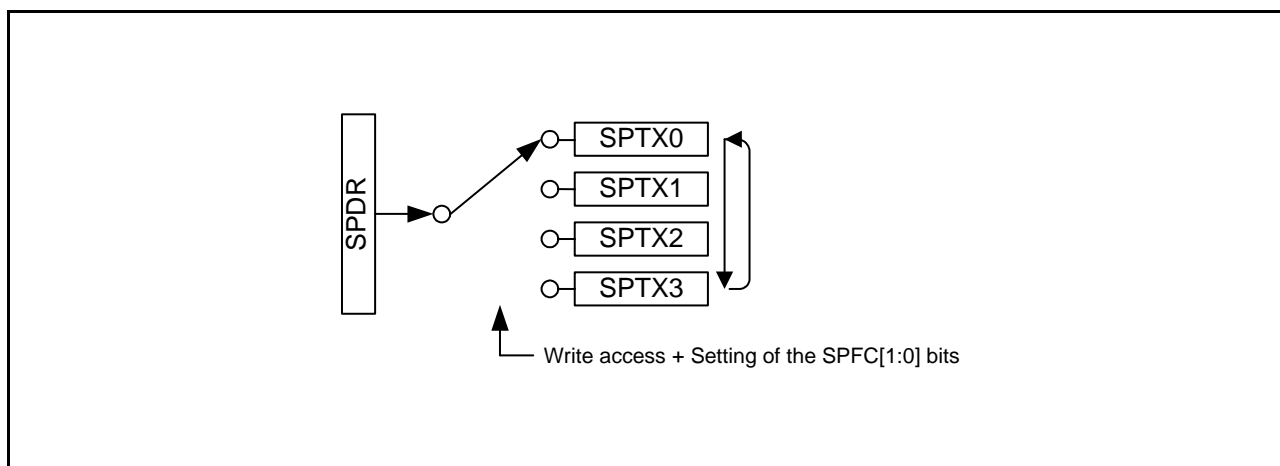 SPDR
SPTX0
SPTX1
SPTX2
SPTX3
Write access + Setting of the SPFC[1:0] bits